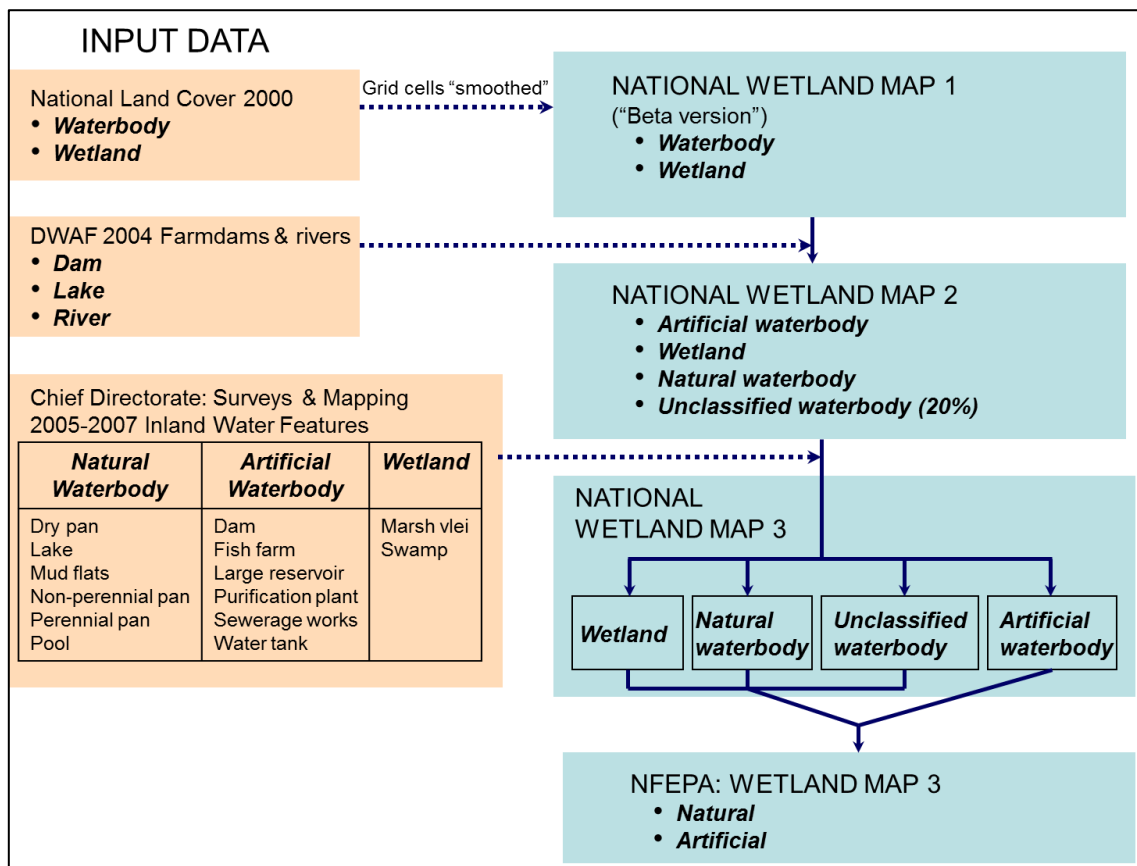 INPUT DATA
National Land Cover 2000
• Waterbody
• Wetland
Grid cells “smoothed”
NATIONAL WETLAND MAP 1
(“Beta version”)
• Waterbody
• Wetland
DWAF 2004 Farmdams & rivers
• Dam
• Lake
• River
NATIONAL WETLAND MAP 2
• Artificial waterbody
• Wetland
• Natural waterbody
• Unclassified waterbody (20%)
Chief Directorate: Surveys & Mapping
2005-2007 Inland Water Features
Natural
Waterbody
Dry pan
Lake
Mud flats
Non-perennial pan
Perennial pan
Pool
Artificial
Waterbody
Dam
Fish farm
Large reservoir
Purification plant
Sewerage works
Water tank
Wetland
Marsh vlei
Swamp
NATIONAL
WETLAND MAP 3
Wetland
Natural
waterbody
Unclassified
waterbody
Artificial
waterbody
NFEPA: WETLAND MAP 3
• Natural
• Artificial